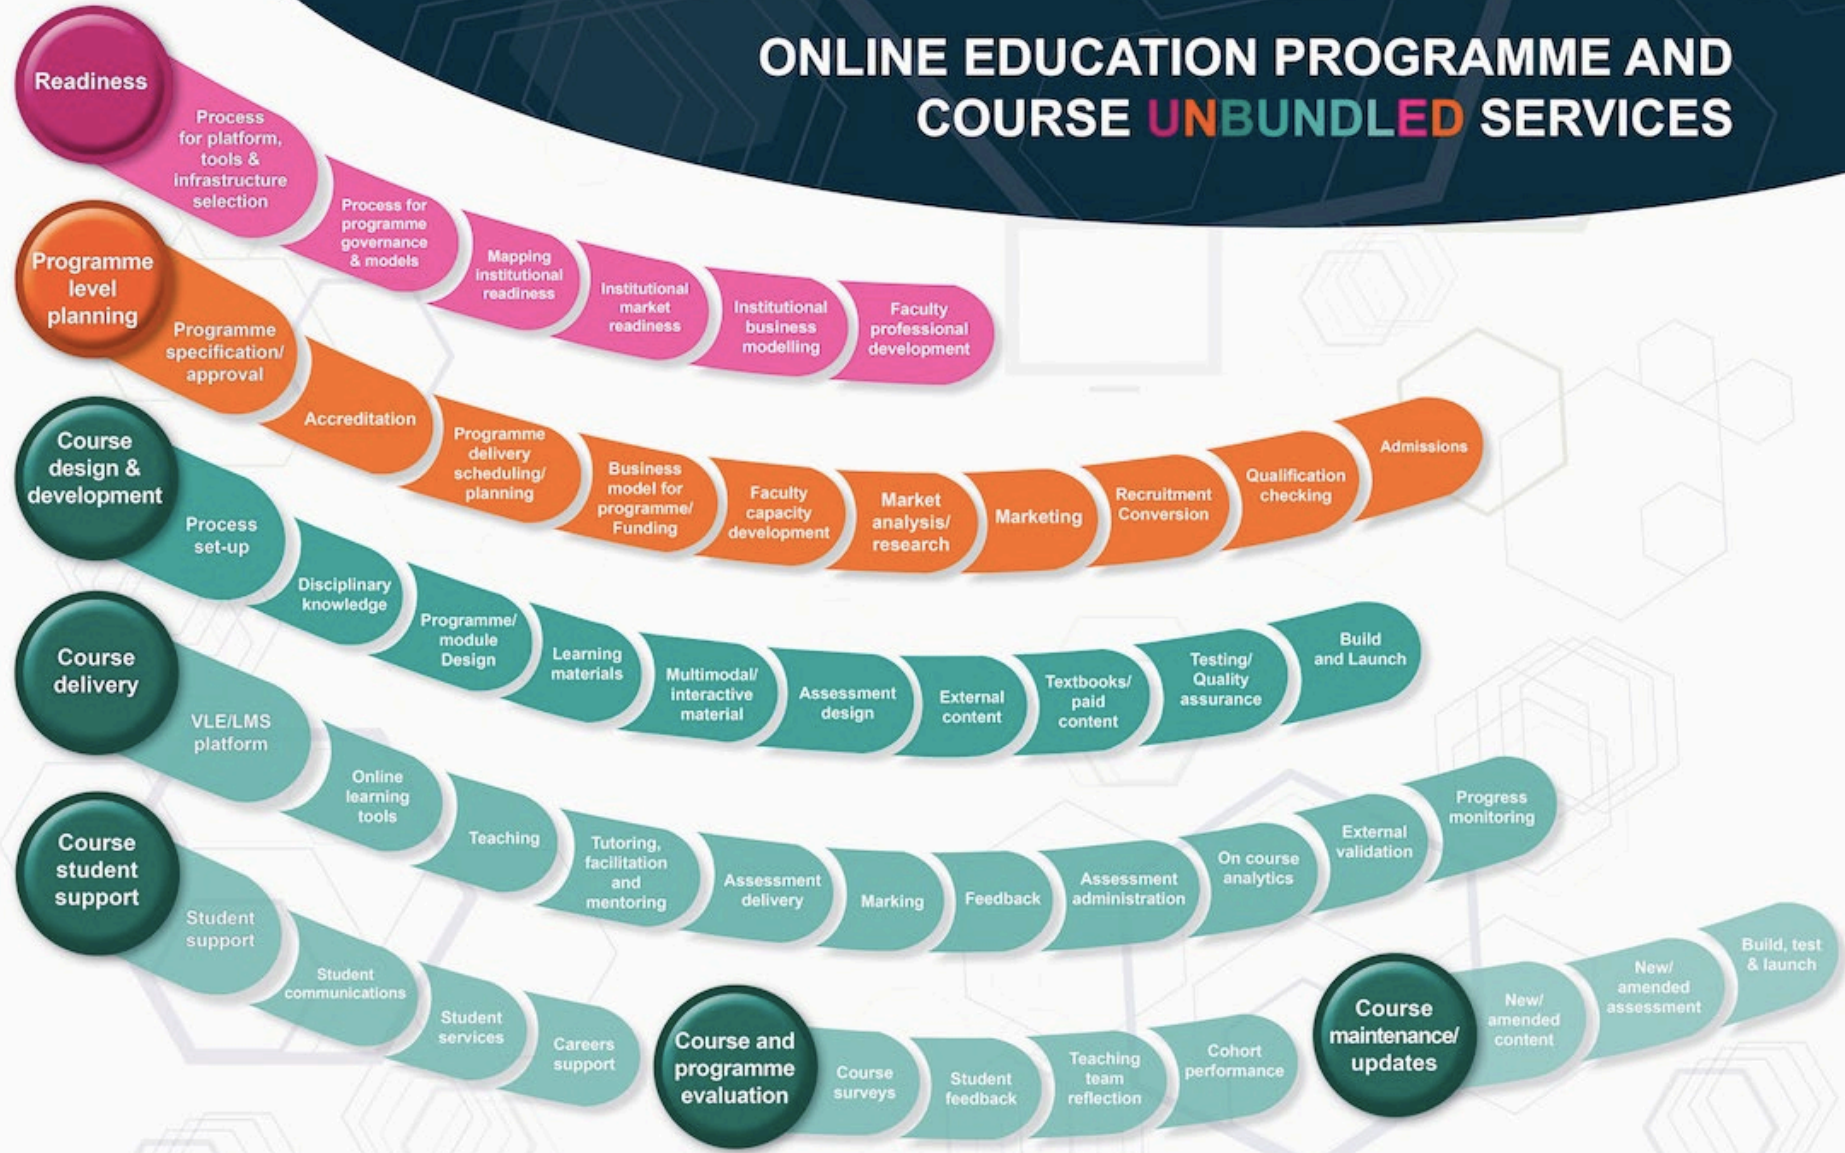 ONLINE EDUCATION PROGRAMME AND
COURSE UNBUNDLED SERVICES
Readiness
Process
for platform,
tools &
infrastructure
selection
Process for
programme
governance
& models
Mapping
institutional
readiness
Institutional
market
readiness
Institutional
business
modelling
Faculty
professional
development
Programme
level
planning
Programme
specification/
approval
Accreditation
Programme
delivery
scheduling/
planning
Business
model for
programme/
Funding
Faculty
capacity
development
Market
analysis/
research
Marketing
Recruitment
Conversion
Qualification
checking
Admissions
Course
design &
development
Process
set-up
Disciplinary
knowledge
Programme/
module
Design
Learning
materials
Multimodal/
interactive
material
Assessment
design
External
content
Textbooks/
paid
content
Testing/
Quality
assurance
Build
and Launch
Course
delivery
VLE/LMS
platform
Online
learning
tools
Teaching
Tutoring,
facilitation
and
mentoring
Assessment
delivery
Marking
Feedback
Assessment
administration
On course
analytics
External
validation
Progress
monitoring
Course
student
support
Student
support
Student
communications
Student
services
Careers
support
Course and
programme
evaluation
Course
surveys
Student
feedback
Teaching
team
reflection
Cohort
performance
Course
maintenance/
updates
New/
amended
content
New/
amended
assessment
Build, test
& launch